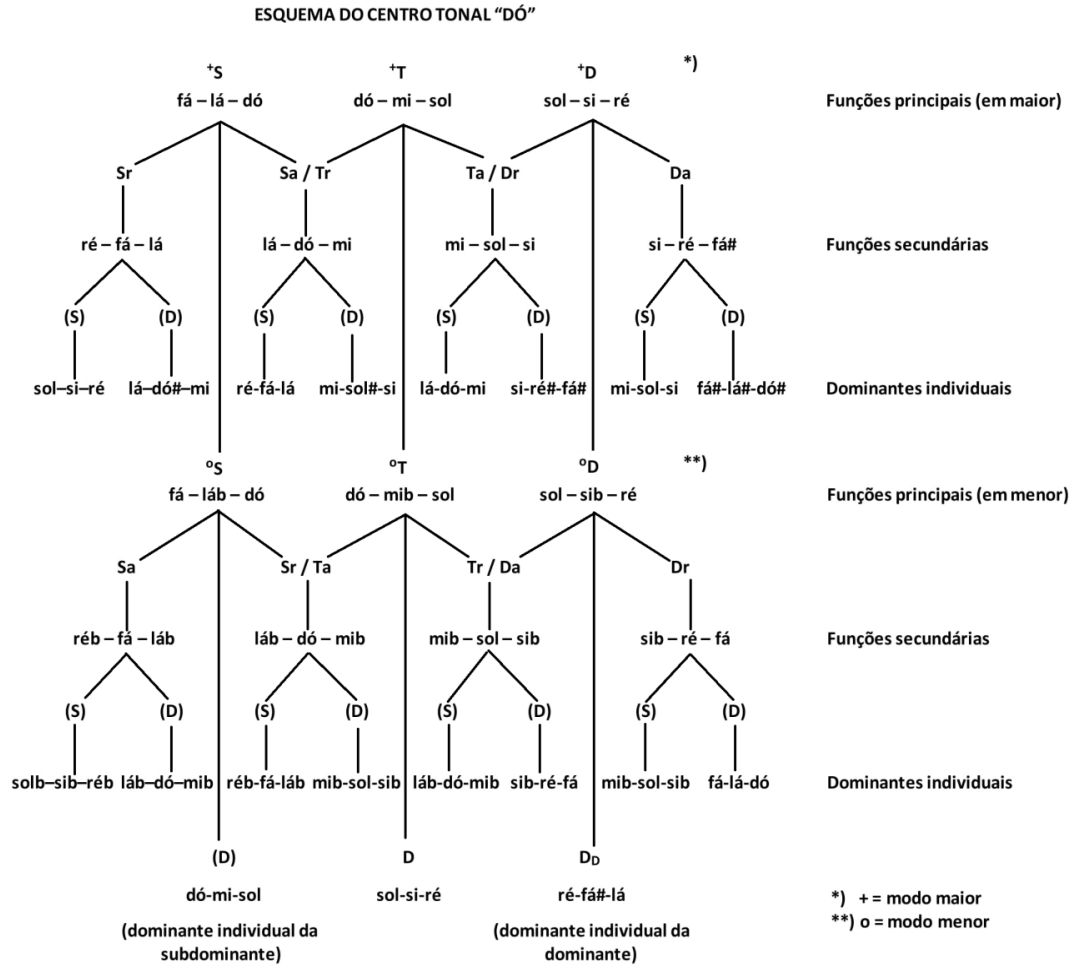 ESQUEMA DO CENTRO TONAL “DÓ”
⁺S ⁺T ⁺D *)
fá – lá – dó dó – mi – sol sol – si – ré Funções principais (em maior)
Sr Sa / Tr Ta / Dr Da
ré – fá – lá lá – dó – mi mi – sol – si si – ré – fá# Funções secundárias
(S) (D) (S) (D) (S) (D) (S) (D)
sol–si–ré lá–dó#–mi ré-fá-lá mi-sol#-si lá-dó-mi si-ré#-fá# mi-sol-si fá#-lá#-dó# Dominantes individuais
ºS ºT ºD **)
fá – láb – dó dó – mib – sol sol – sib – ré Funções principais (em menor)
Sa Sr / Ta Tr / Da Dr
réb – fá – láb láb – dó – mib mib – sol – sib sib – ré – fá Funções secundárias
(S) (D) (S) (D) (S) (D) (S) (D)
solb–sib–réb láb–dó–mib réb-fá-láb mib-sol-sib láb-dó-mib sib-ré-fá mib-sol-sib fá-lá-dó Dominantes individuais
(D) D D_D
dó-mi-sol sol-si-ré ré-fá#-lá
*) + = modo maior
**) o = modo menor
(dominante individual da
subdominante)
(dominante individual da
dominante)